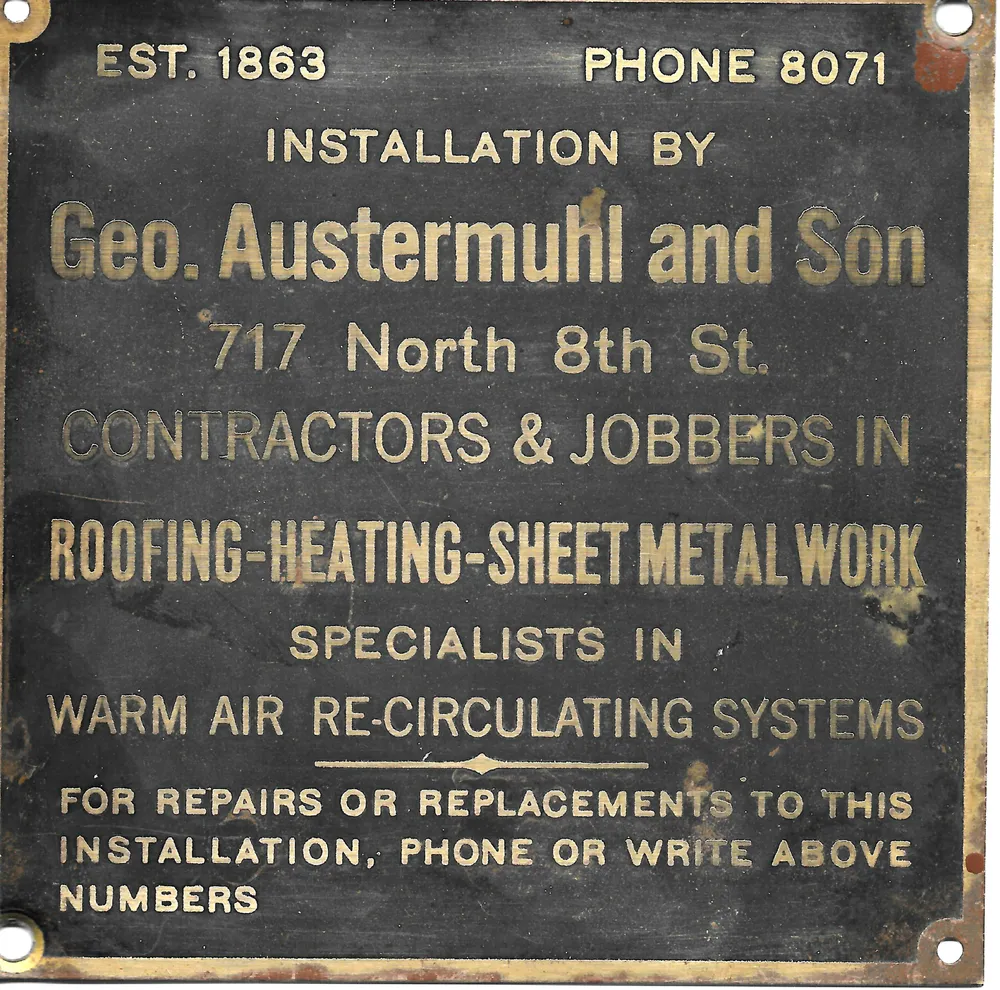 EST. 1863 PHONE 8071
INSTALLATION BY
Geo. Austermuhl and Son
717 North 8th St.
CONTRACTORS & JOBBERS IN
ROOFING-HEATING-SHEET METAL WORK
SPECIALISTS IN
WARM AIR RE-CIRCULATING SYSTEMS
FOR REPAIRS OR REPLACEMENTS TO THIS
INSTALLATION, PHONE OR WRITE ABOVE
NUMBERS